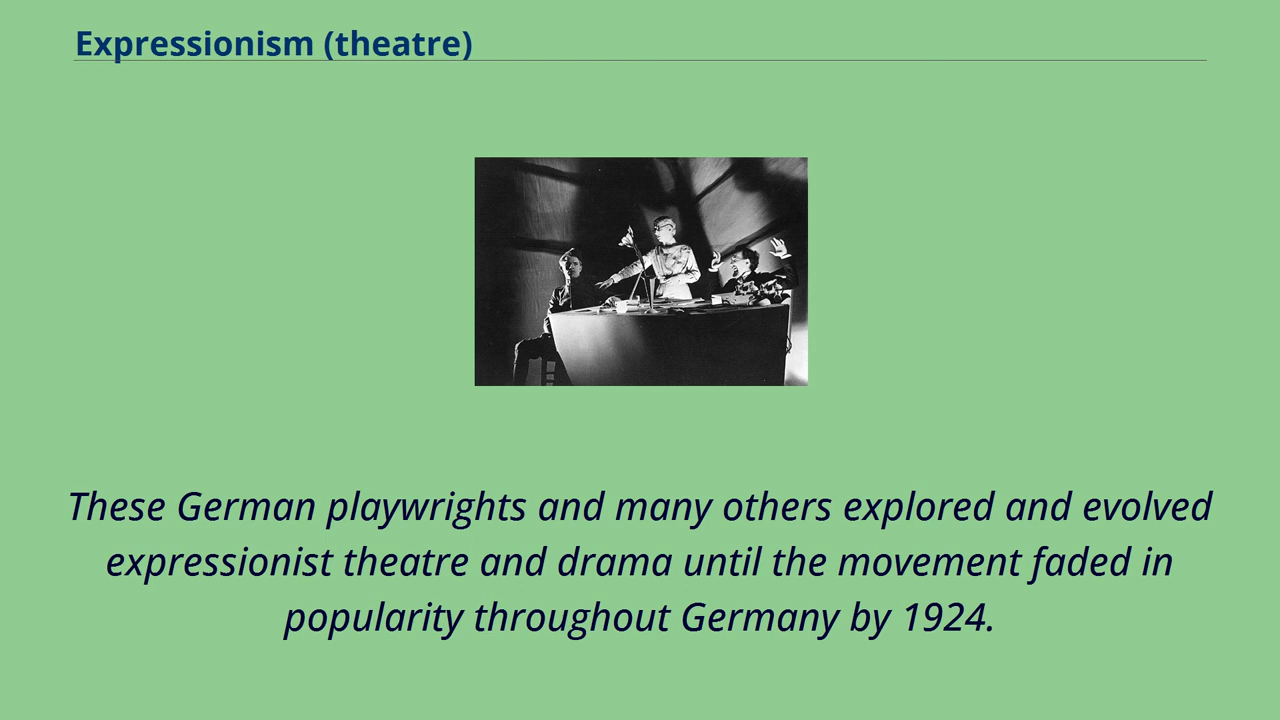 Expressionism (theatre)
These German playwrights and many others explored and evolved
expressionist theatre and drama until the movement faded in
popularity throughout Germany by 1924.